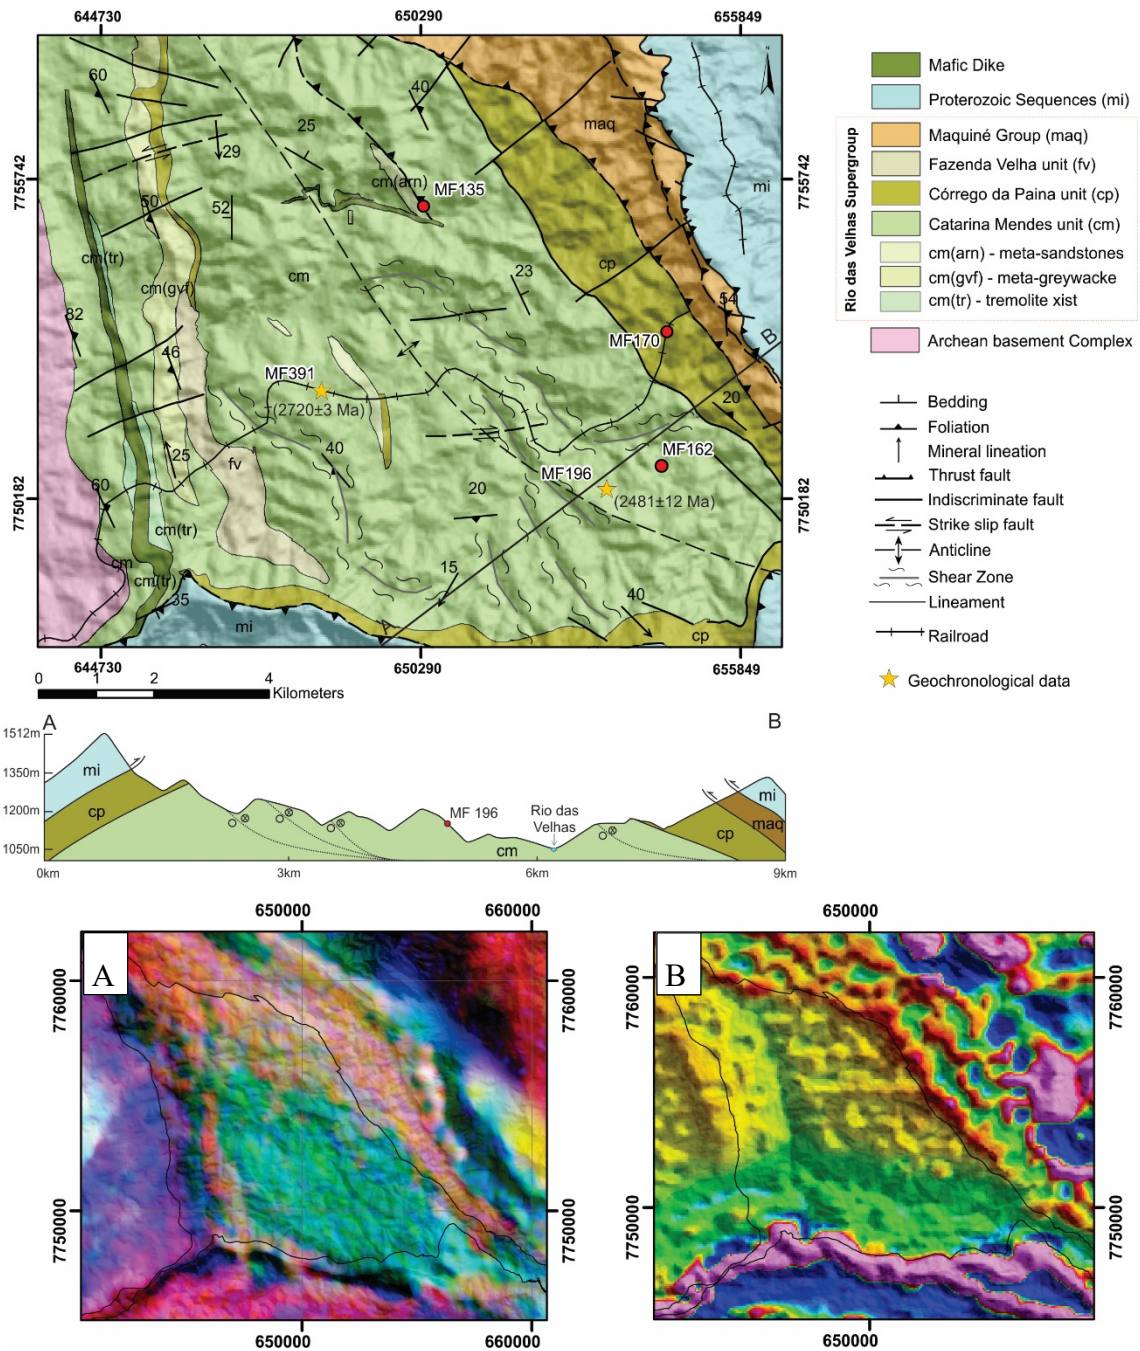 644730
650290
655849
7755742
7750182
7755742
7750182
60
40
25
maq
29
cm(arn)
MF135
mi
50
52
cm(tr)
cm
23
cp
cm(gvf)
82
54
B
MF170
46
MF391
(2720±3 Ma)
20
MF162
25
fv
40
MF196
20
(2481±12 Ma)
60
cm(tr)
cm
cm(tr)
15
35
40
mi
A
cp
644730
650290
655849
0
1
2
4
Kilometers
N
Mafic Dike
Proterozoic Sequences (mi)
Rio das Velhas Supergroup
Maquiné Group (maq)
Fazenda Velha unit (fv)
Córrego da Paina unit (cp)
Catarina Mendes unit (cm)
cm(arn) - meta-sandstones
cm(gvf) - meta-greywacke
cm(tr) - tremolite xist
Archean basement Complex
Bedding
Foliation
Mineral lineation
Thrust fault
Indiscriminate fault
Strike slip fault
Anticline
Shear Zone
Lineament
Railroad
Geochronological data
A
B
1512m
1350m
1200m
1050m
mi
cp
MF 196
Rio das
Velhas
cm
mi
maq
cp
0km
3km
6km
9km
650000
660000
A
7760000
7760000
7750000
7750000
650000
660000
650000
B
7760000
7760000
7750000
7750000
650000